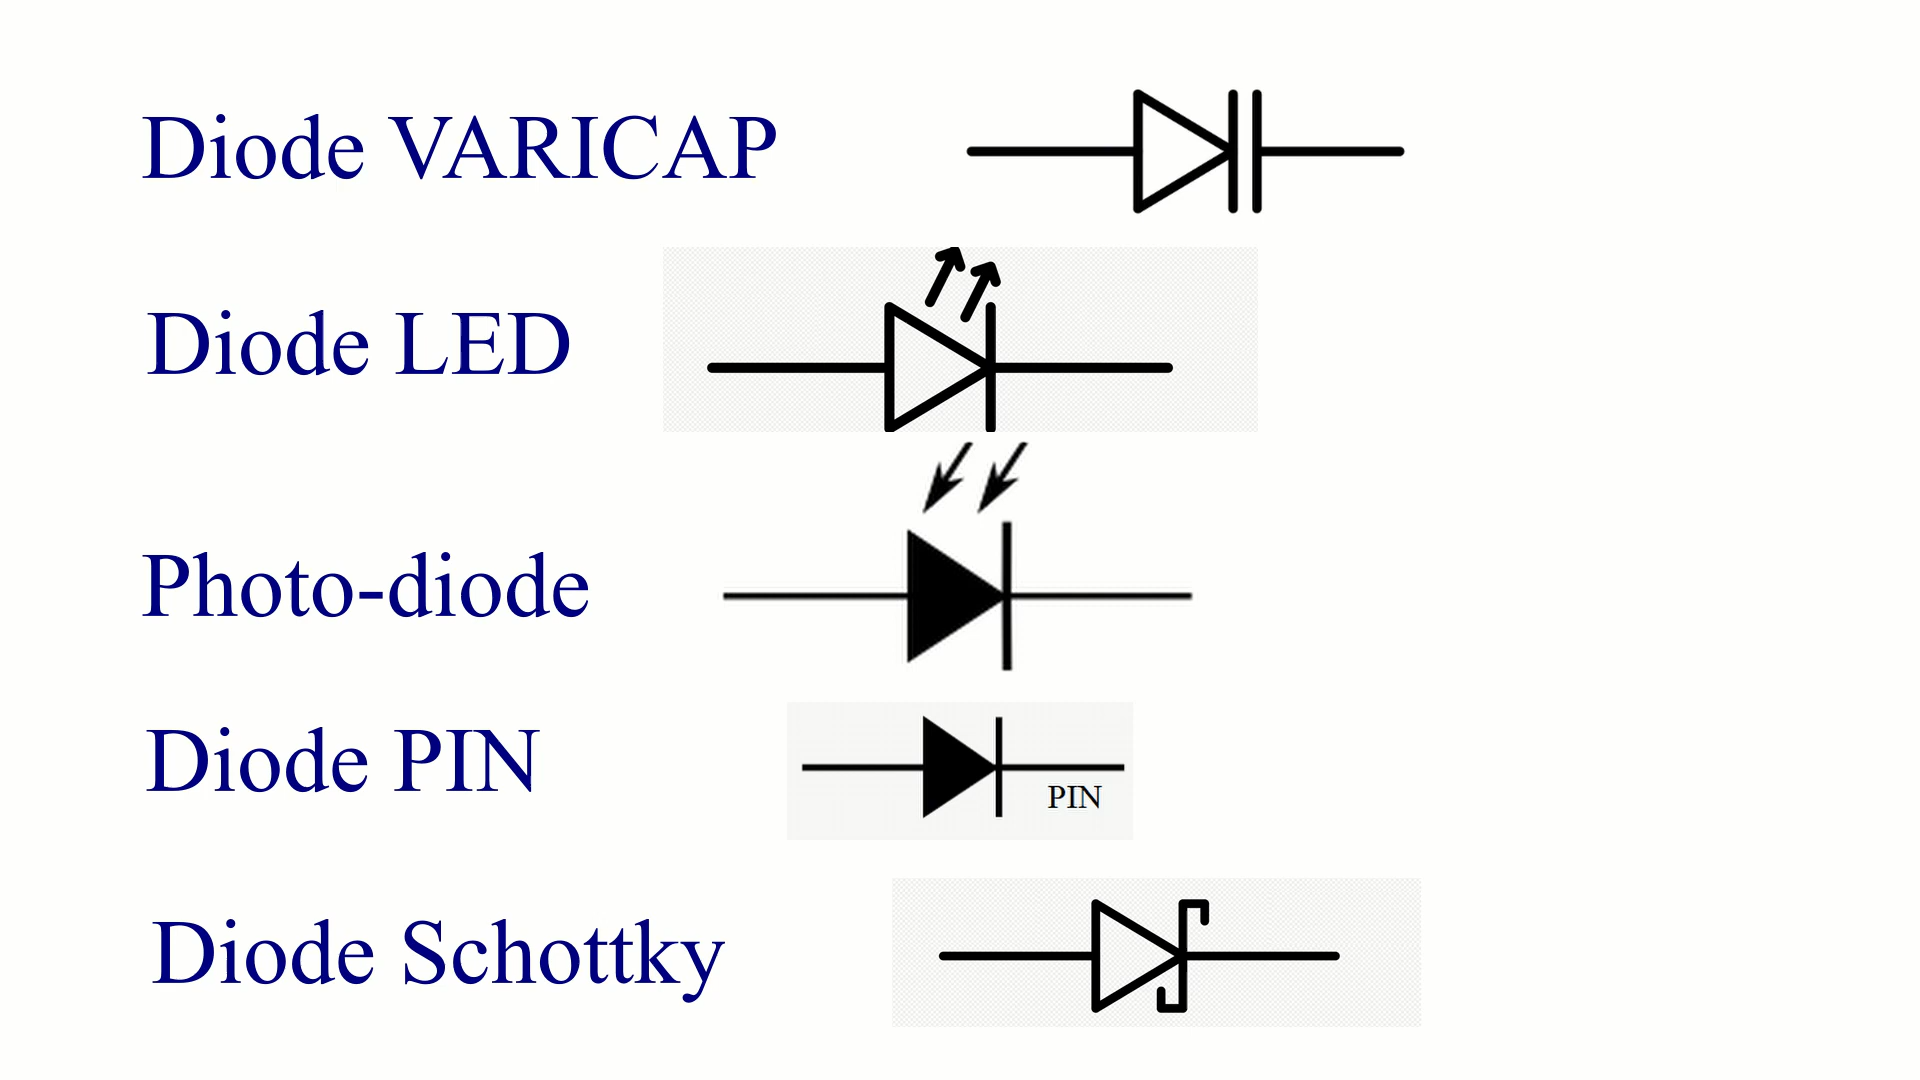 Diode VARICAP
Diode LED
Photo-diode
Diode PIN
PIN
Diode Schottky